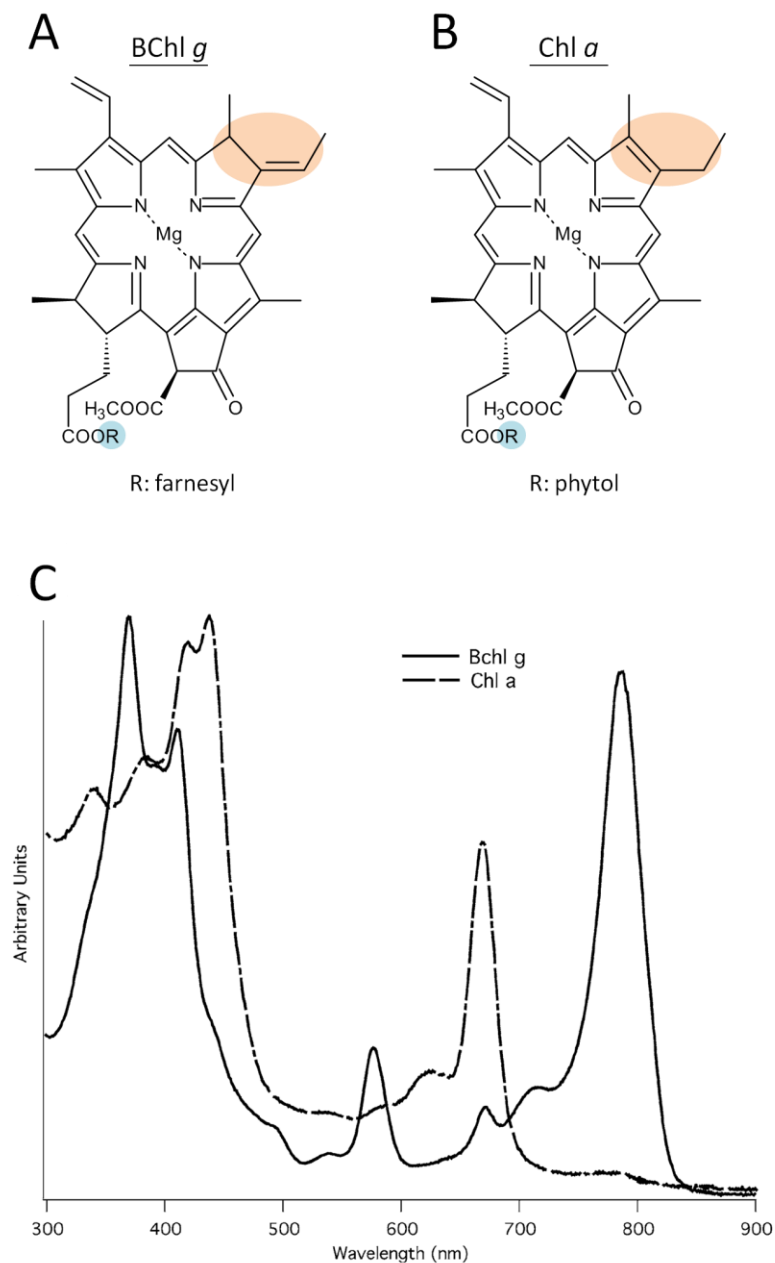 A
BChl g
N
N
Mg
N
N
H3COOC
O
COOR
R: farnesyl
B
Chl a
N
N
Mg
N
N
H3COOC
O
COOR
R: phytol
C
Bchl g
Chl a
Arbitrary Units
300 400 500 600 700 800 900
Wavelength (nm)